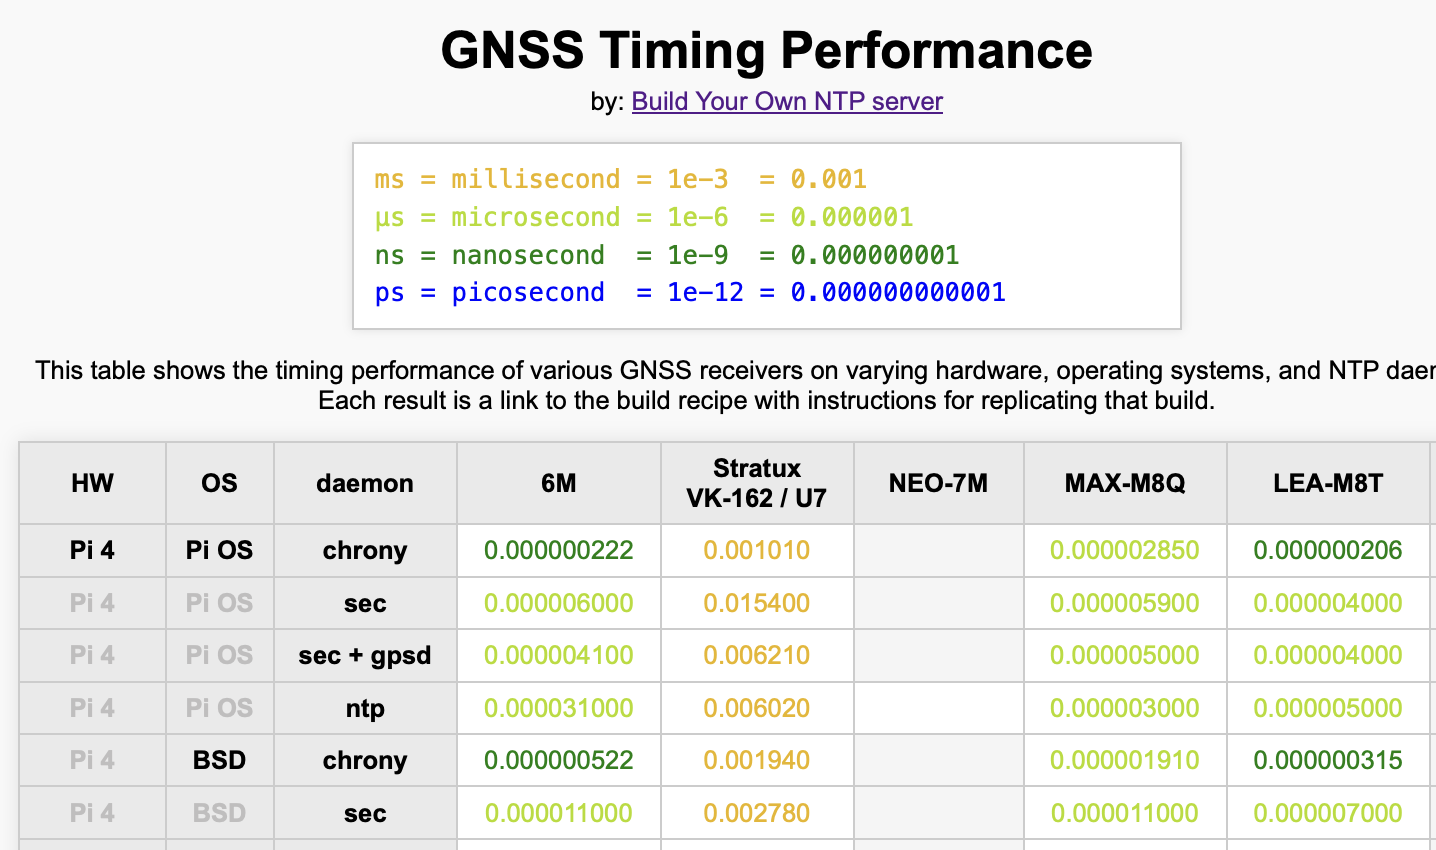 GNSS Timing Performance
by: Build Your Own NTP server
ms = millisecond = 1e-3  = 0.001
µs = microsecond = 1e-6  = 0.000001
ns = nanosecond  = 1e-9  = 0.000000001
ps = picosecond  = 1e-12 = 0.000000000001
This table shows the timing performance of various GNSS receivers on varying hardware, operating systems, and NTP
Each result is a link to the build recipe with instructions for replicating that build.
HW OS daemon 6M Stratux VK-162 / U7 NEO-7M MAX-M8Q LEA-M8T
Pi 4 Pi OS chrony 0.000000222 0.001010 0.000002850 0.000000206
Pi 4 Pi OS sec 0.000006000 0.015400 0.000005900 0.000004000
Pi 4 Pi OS sec + gpsd 0.000004100 0.006210 0.000005000 0.000004000
Pi 4 Pi OS ntp 0.000031000 0.006020 0.000003000 0.000005000
Pi 4 BSD chrony 0.000000522 0.001940 0.000001910 0.000000315
Pi 4 BSD sec 0.000011000 0.002780 0.000011000 0.000007000